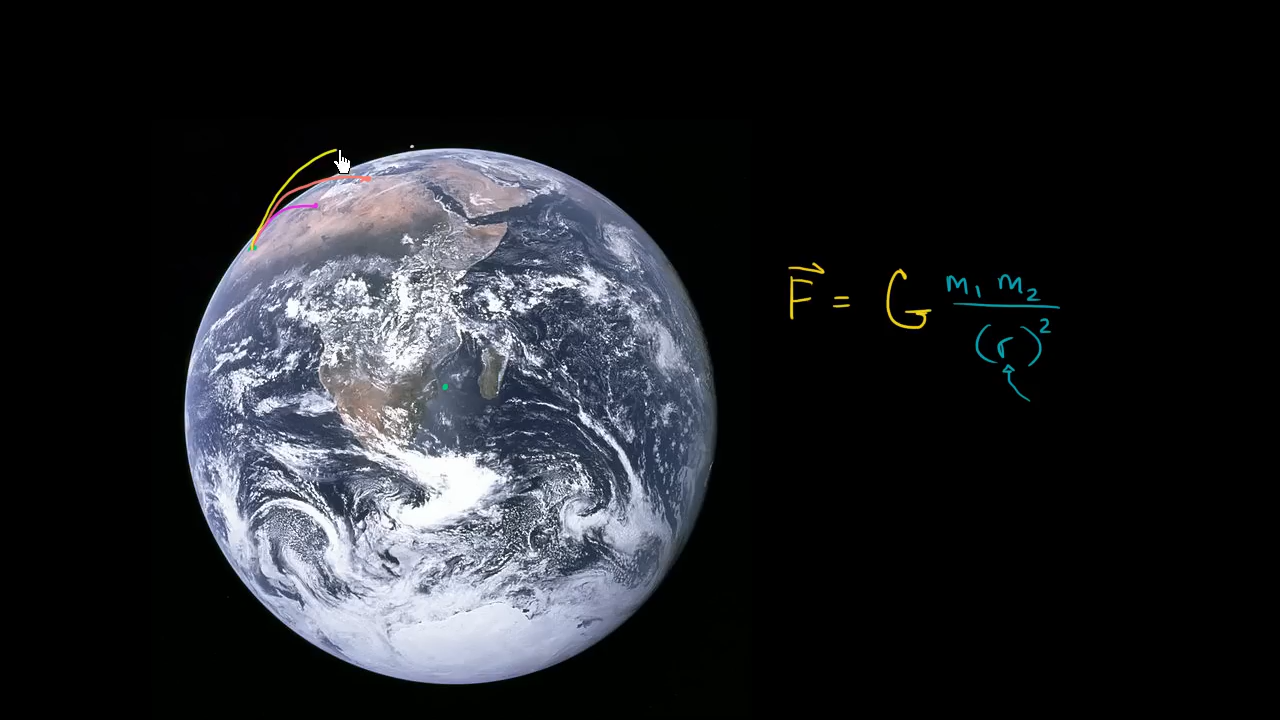 F⃗ = G m₁ m₂ / (r)²